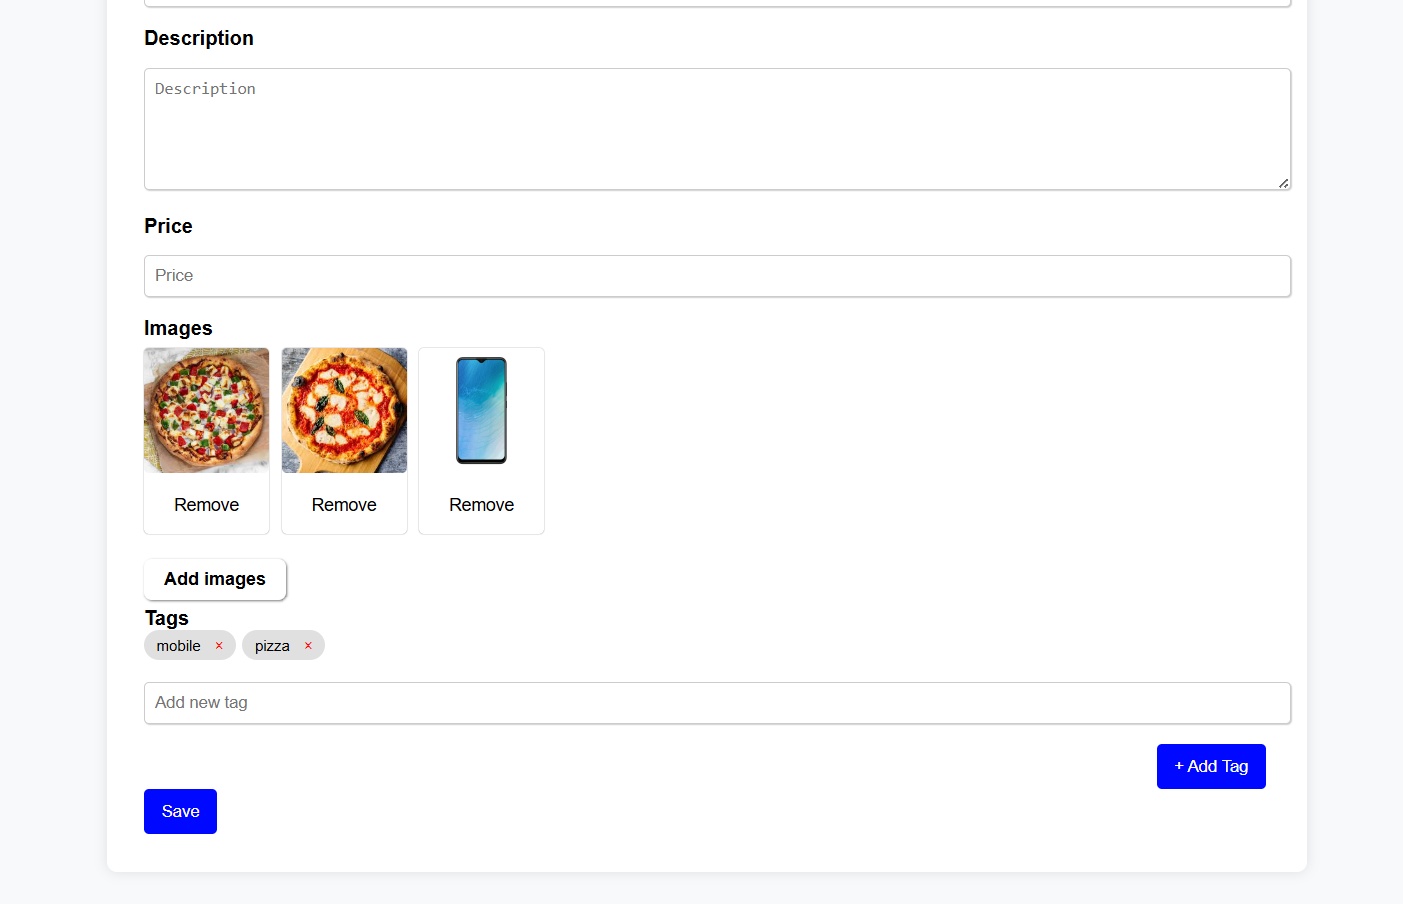 Description
Description
Price
Price
Images
Remove Remove Remove
Add images
Tags
mobile × pizza ×
Add new tag
+ Add Tag
Save